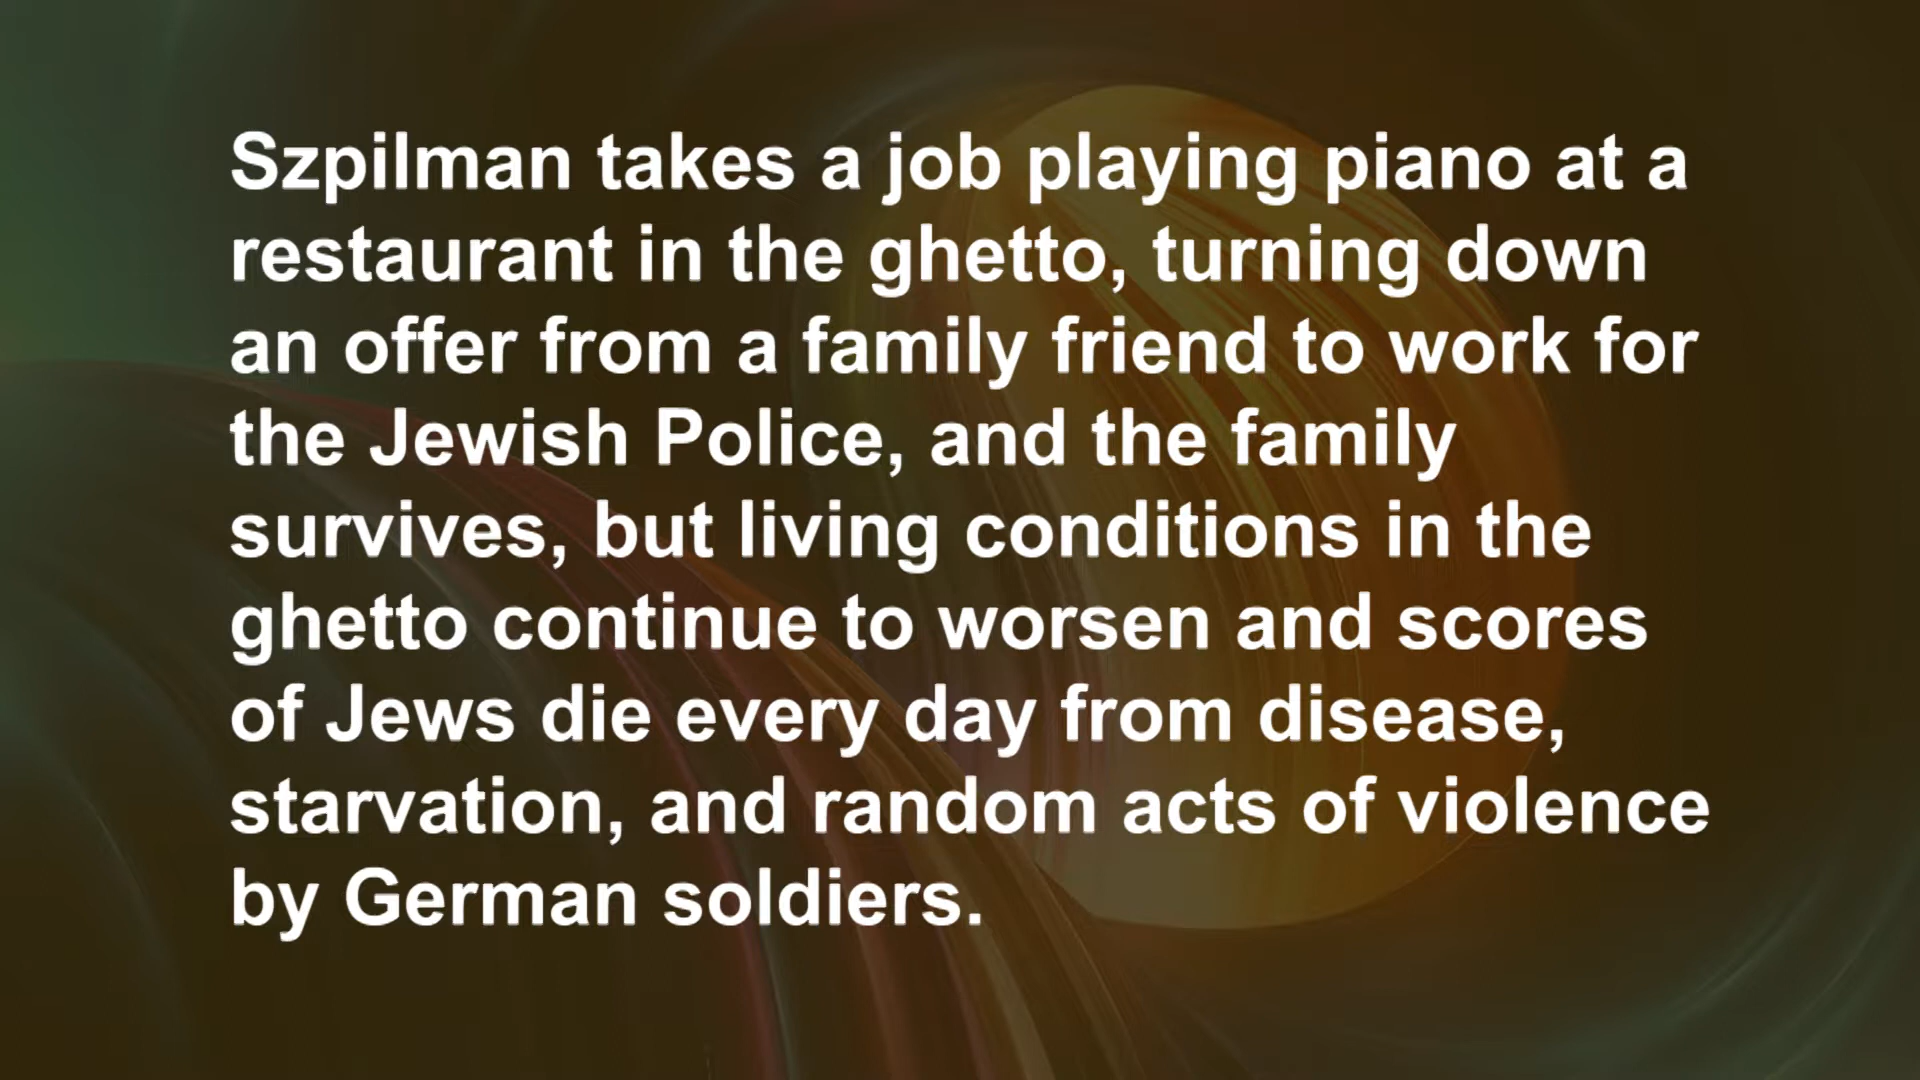 Szpilman takes a job playing piano at a
restaurant in the ghetto, turning down
an offer from a family friend to work for
the Jewish Police, and the family
survives, but living conditions in the
ghetto continue to worsen and scores
of Jews die every day from disease,
starvation, and random acts of violence
by German soldiers.